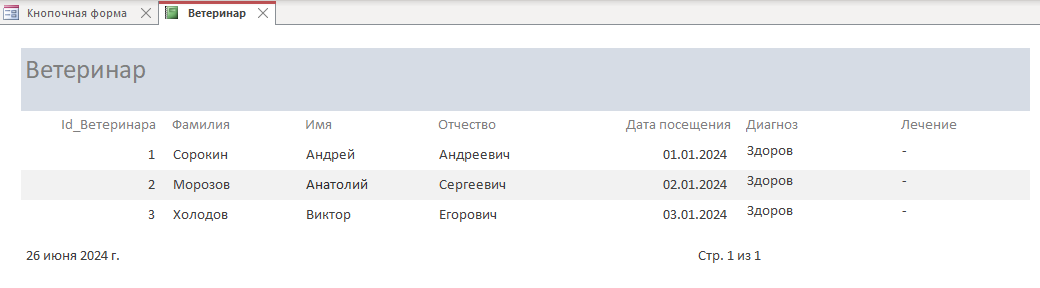 Кнопочная форма Ветеринар
Ветеринар
Id_Ветеринара Фамилия Имя Отчество Дата посещения Диагноз Лечение
1 Сорокин Андрей Андреевич 01.01.2024 Здоров -
2 Морозов Анатолий Сергеевич 02.01.2024 Здоров -
3 Холодов Виктор Егорович 03.01.2024 Здоров -
26 июня 2024 г. Стр. 1 из 1